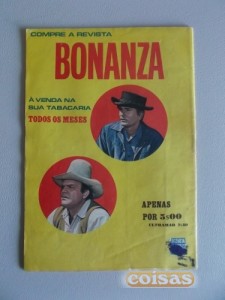 COMPRE A REVISTA
BONANZA
À VENDA NA
SUA TABACARIA
TODOS OS MESES
APENAS
POR 5$00
coisas